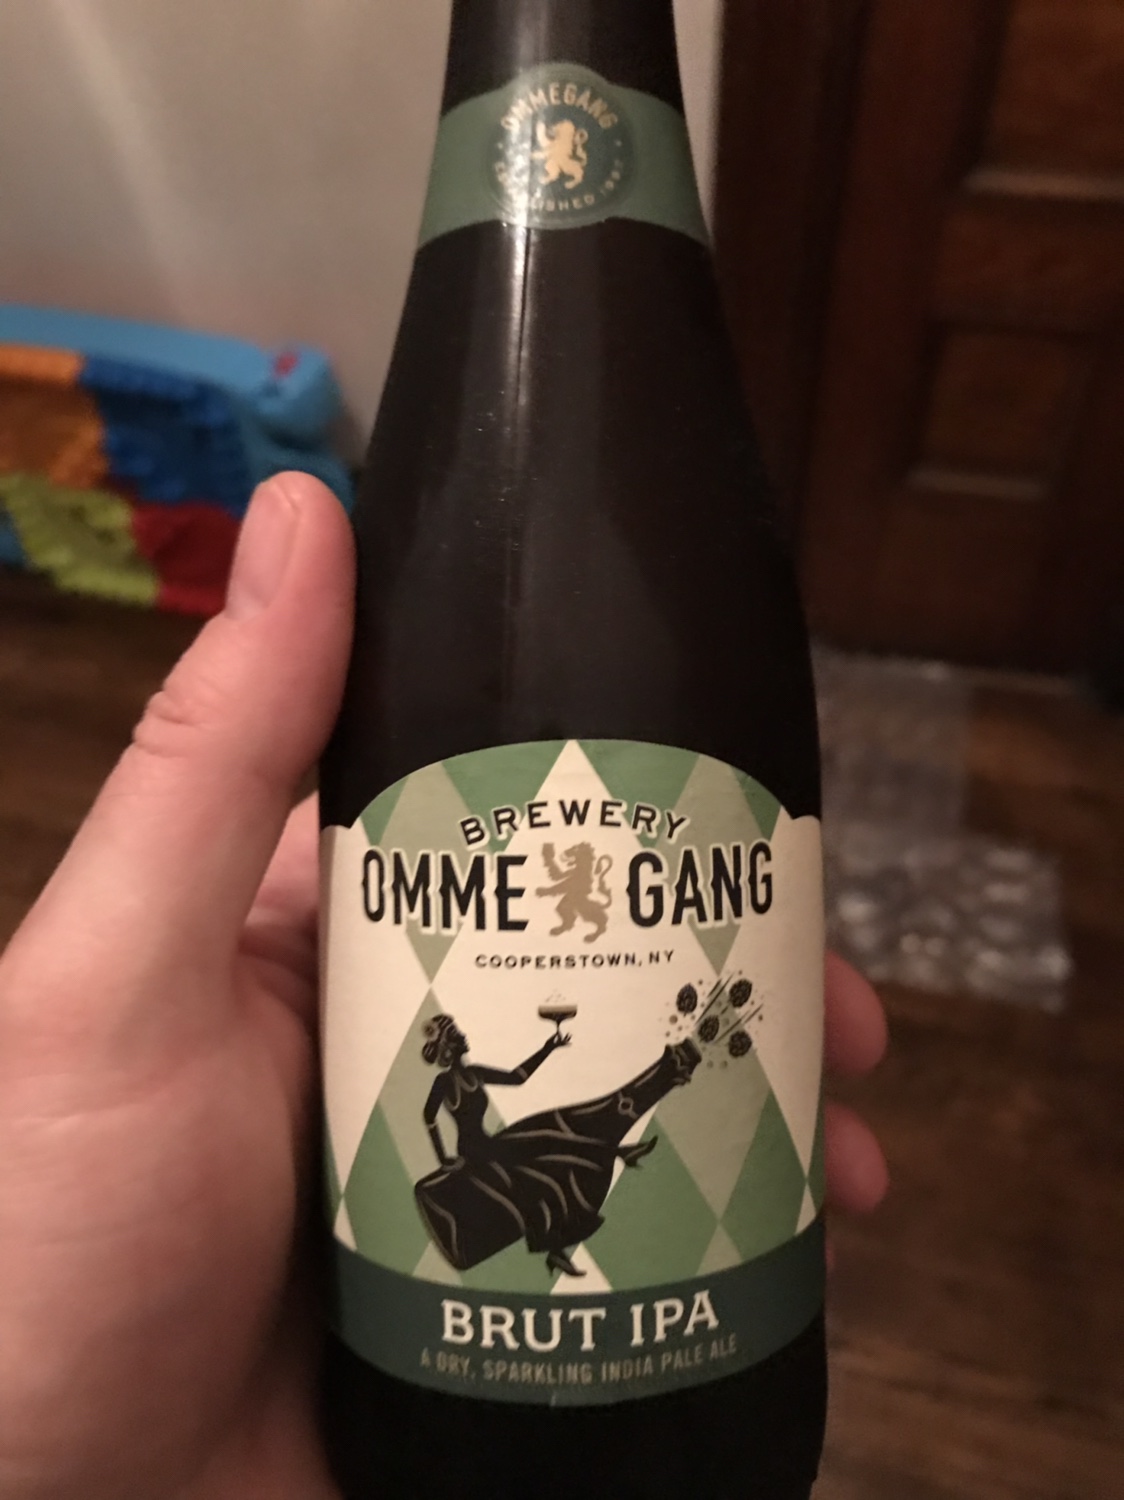 OMMEGANG
ESTABLISHED 1997
BREWERY
OMME GANG
COOPERSTOWN, NY
BRUT IPA
A DRY, SPARKLING INDIA PALE ALE